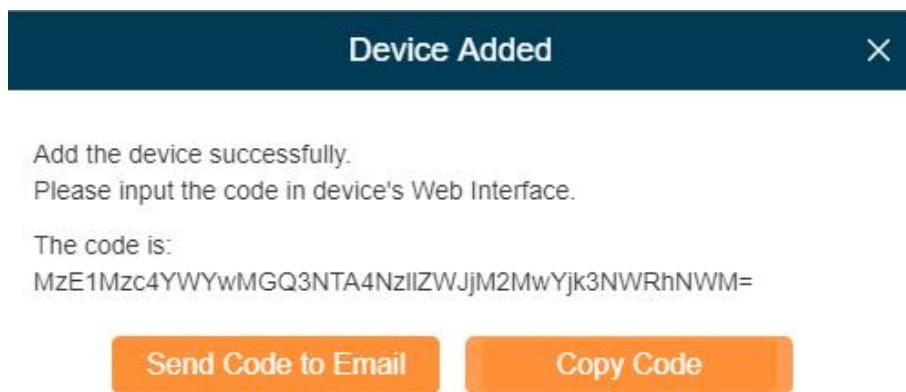 Device Added
Add the device successfully.
Please input the code in device's Web Interface.
The code is:
MzE1Mzc4YWYwMGQ3NTA4NzllZWJjM2MwYjk3NWRhNWM=
Send Code to Email
Copy Code